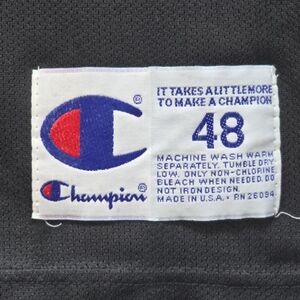 IT TAKES A LITTLE MORE
TO MAKE A CHAMPION
48
MACHINE WASH WARM
SEPARATELY. TUMBLE DRY
LOW. ONLY NON-CHLORINE
BLEACH WHEN NEEDED. DO
NOT IRON DESIGN.
MADE IN U.S.A. • RN 26094
C
®
Champion®